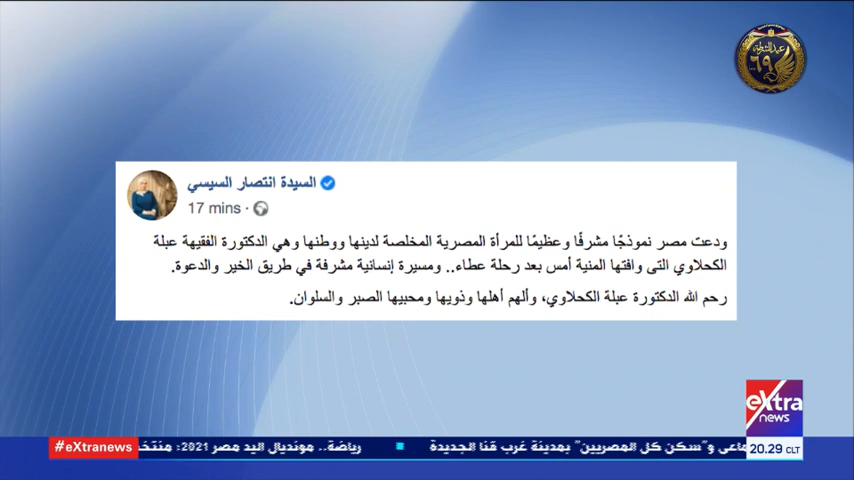 عيد الشرطة
٦٩
السيدة انتصار السيسي
17 mins ·
ودعت مصر نموذجًا مشرفًا وعظيمًا للمرأة المصرية المخلصة لدينها ووطنها وهي الدكتورة الفقيهة عبلة
الكحلاوي التى وافتها المنية أمس بعد رحلة عطاء.. ومسيرة إنسانية مشرفة في طريق الخير والدعوة.
رحم الله الدكتورة عبلة الكحلاوي، وألهم أهلها وذويها ومحبيها الصبر والسلوان.
eXtra
news
#eXtranews
و"سكن كل المصريين" بمدينة غرب قنا الجديدة ■ رياضة.. مونديال اليد مصر 2021:
20.29 CLT